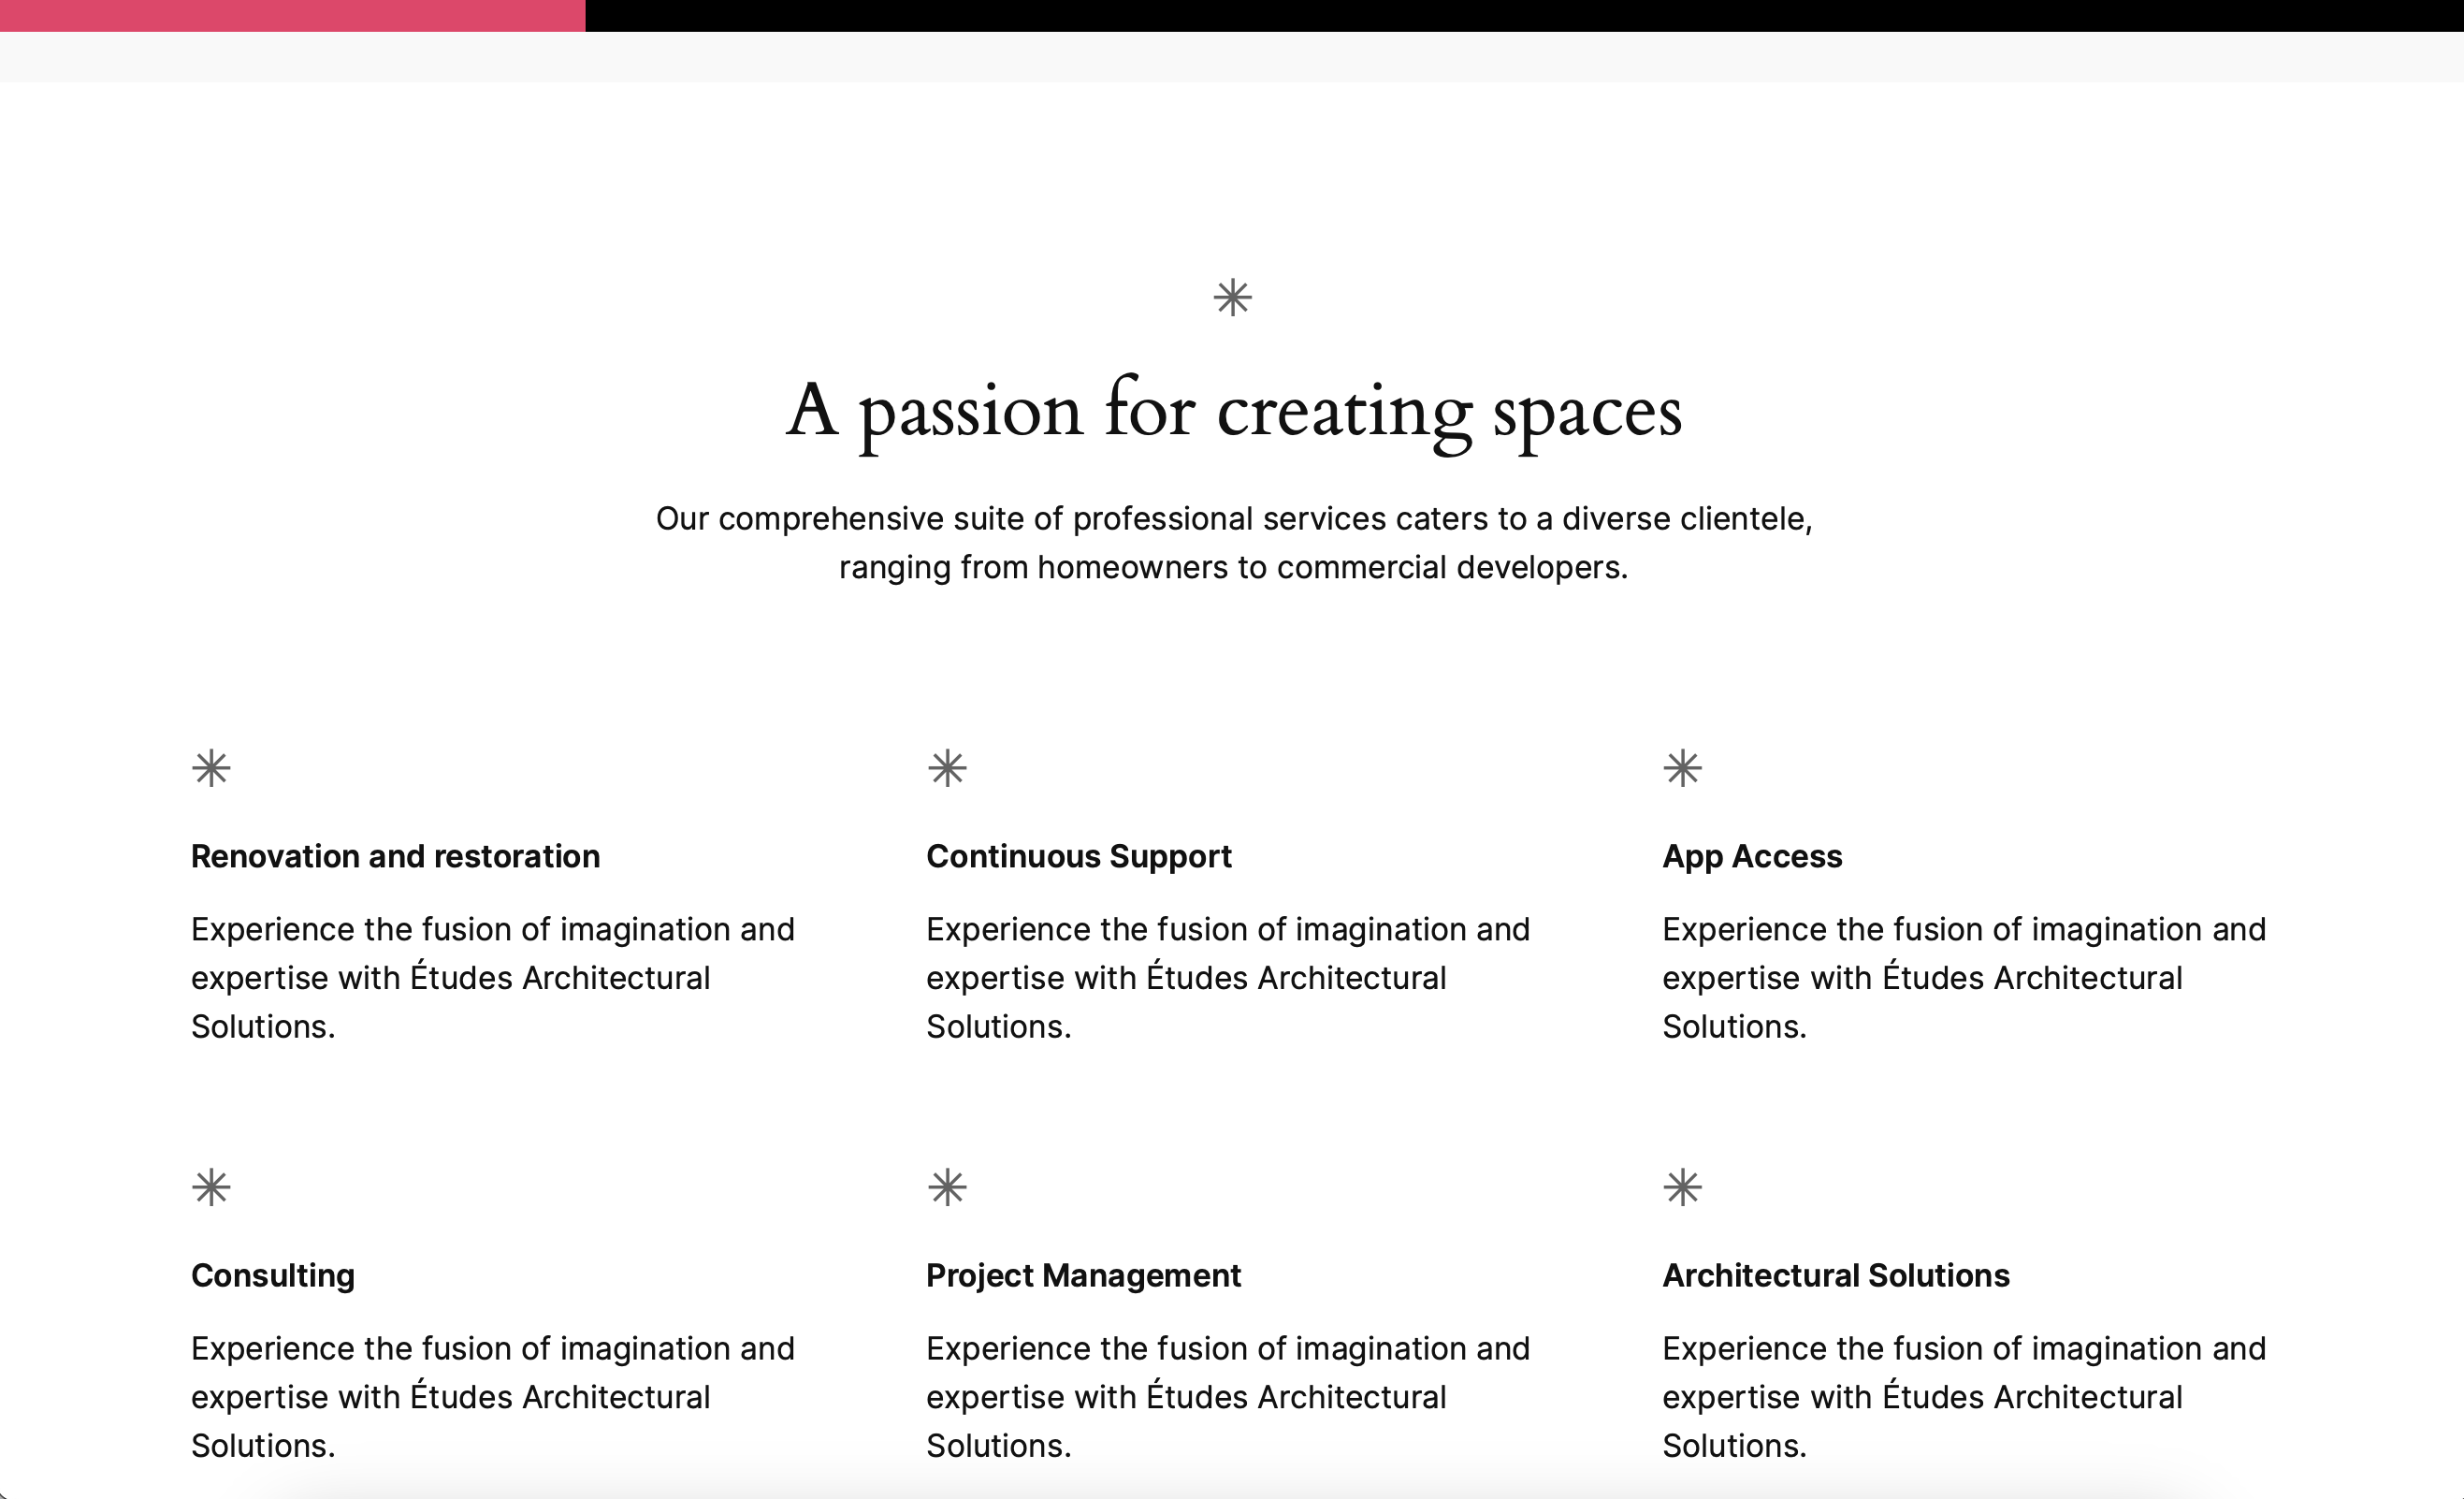 A passion for creating spaces
Our comprehensive suite of professional services caters to a diverse clientele,
ranging from homeowners to commercial developers.
Renovation and restoration
Experience the fusion of imagination and
expertise with Études Architectural
Solutions.
Continuous Support
Experience the fusion of imagination and
expertise with Études Architectural
Solutions.
App Access
Experience the fusion of imagination and
expertise with Études Architectural
Solutions.
Consulting
Experience the fusion of imagination and
expertise with Études Architectural
Solutions.
Project Management
Experience the fusion of imagination and
expertise with Études Architectural
Solutions.
Architectural Solutions
Experience the fusion of imagination and
expertise with Études Architectural
Solutions.